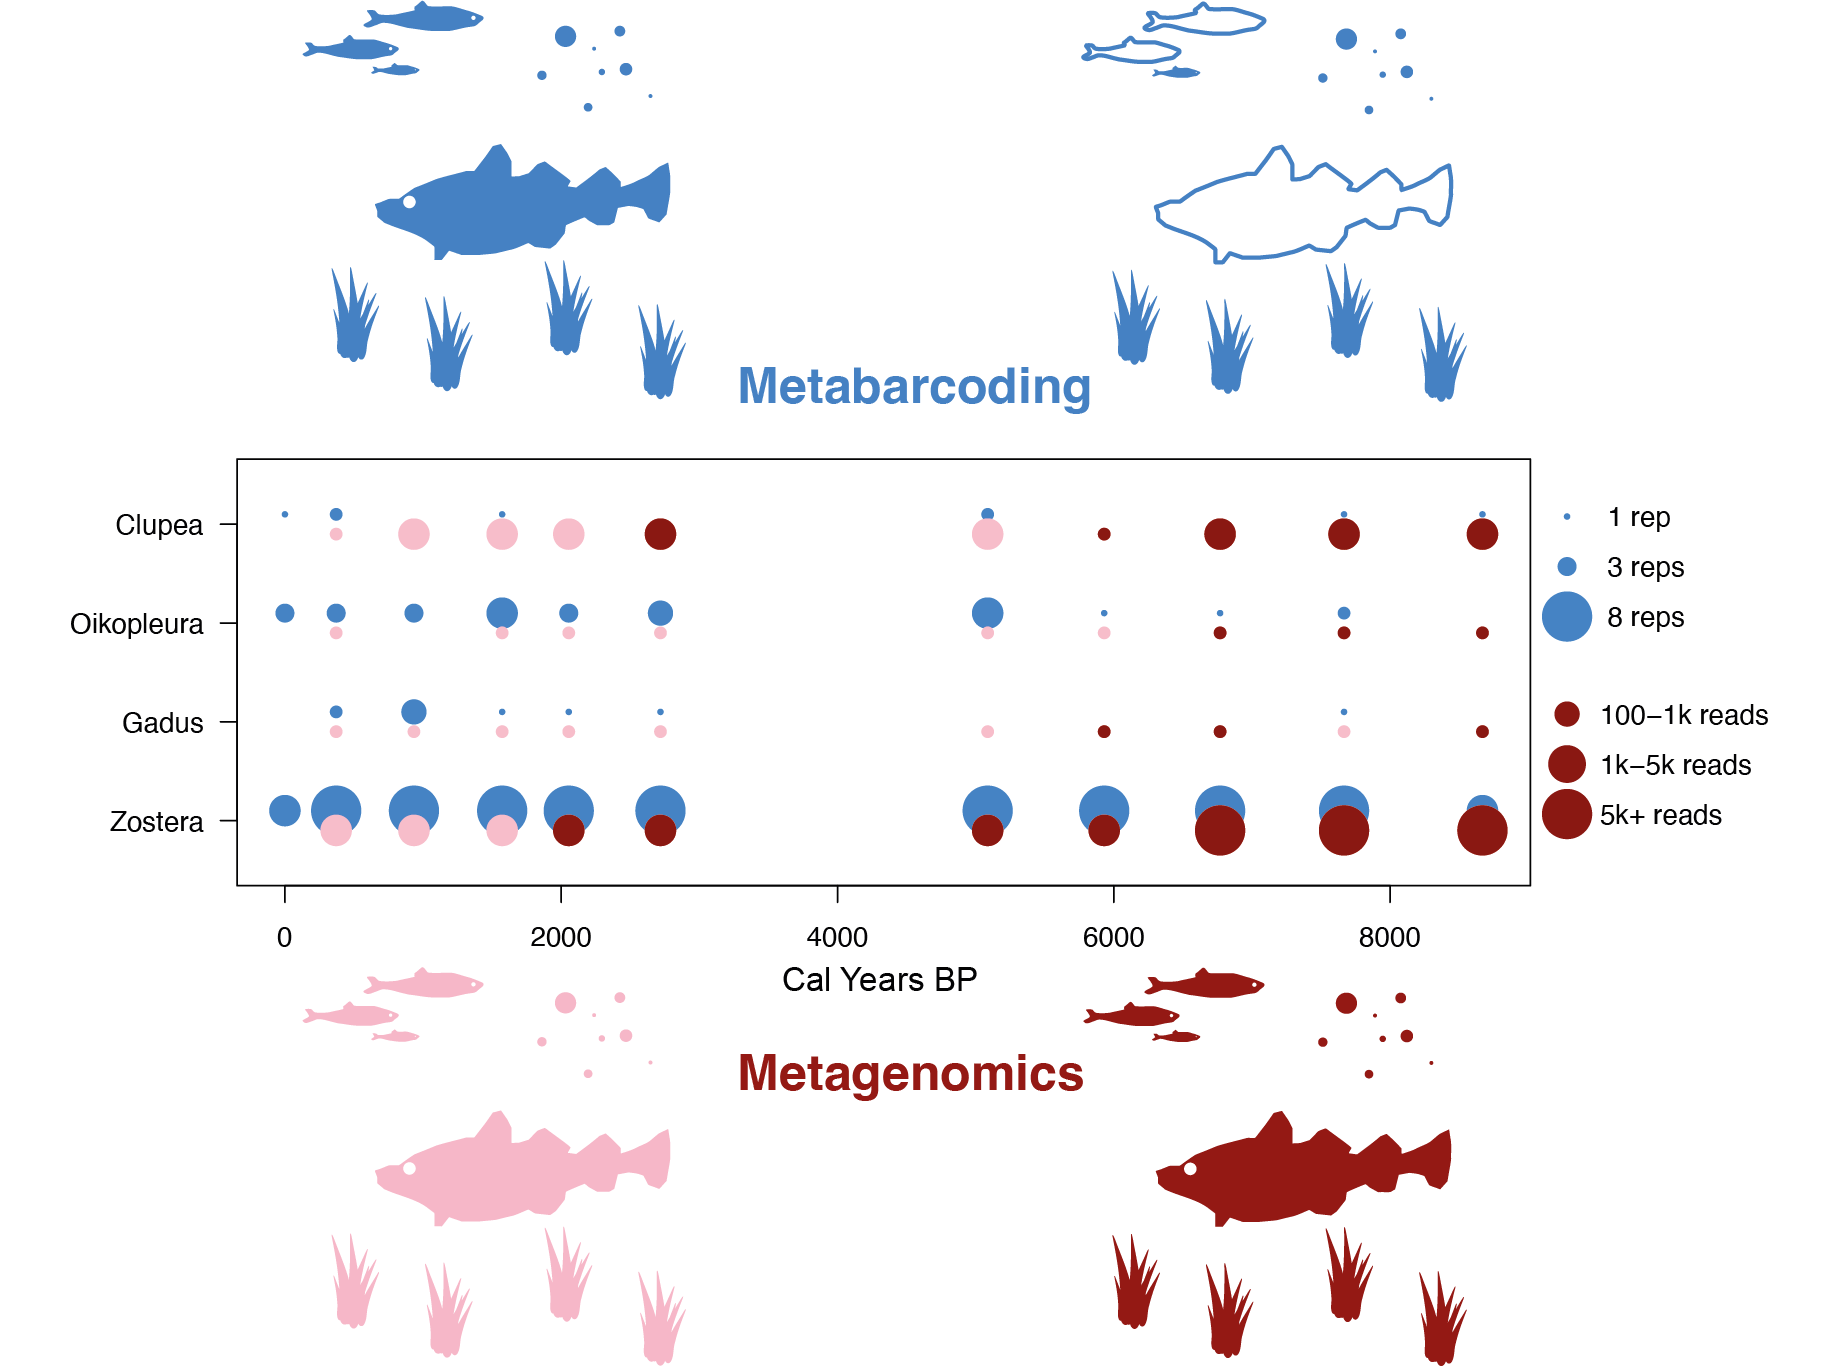 Metabarcoding
Clupea
Oikopleura
Gadus
Zostera
1 rep
3 reps
8 reps
100–1k reads
1k–5k reads
5k+ reads
0 2000 4000 6000 8000
Cal Years BP
Metagenomics